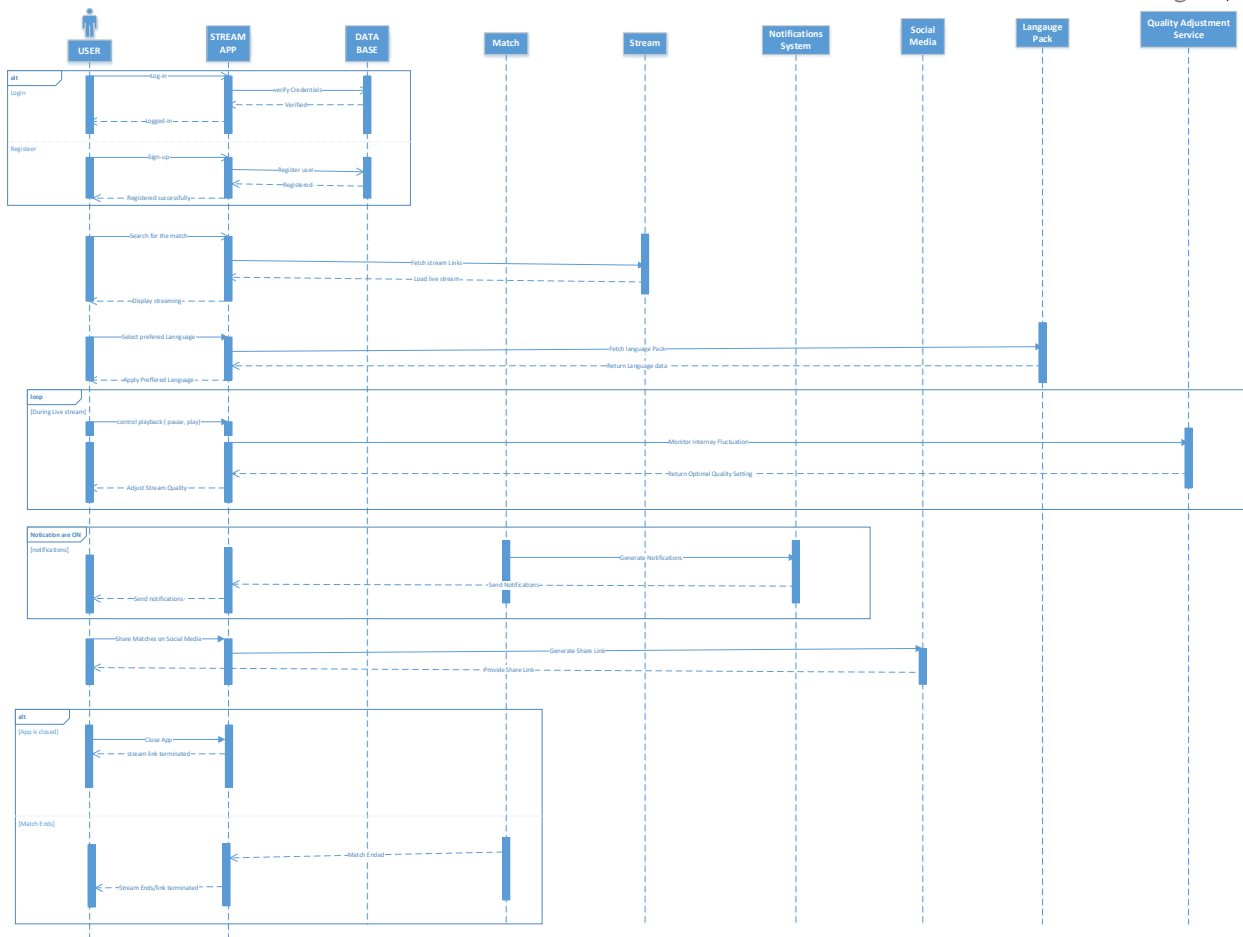 USER
STREAM
APP
DATA
BASE
Match
Stream
Notifications
System
Social
Media
Langauge
Pack
Quality Adjustment
Service
alt
Login
Log-in
verify Credentials
Verified
Logged-in
Registeer
Sign-up
Register user
Registered
Registered successfully
Search for the match
Fetch stream Links
Load live stream
Display streaming
Select prefered Lanrguage
Fetch language Pack
Return Language data
Apply Preffered Language
loop
[During Live stream]
control playback ( pause, play)
Monitor Interney Fluctuation
Return Optimal Quality Setting
Adjust Stream Quality
Notication are ON
[notifications]
Generate Notifications
Send Notifications
Send notifications
Share Matches on Social Media
Generate Share Link
Provide Share Link
alt
[App is closed]
Close App
stream link terminated
[Match Ends]
Match Ended
Stream Ends/link terminated